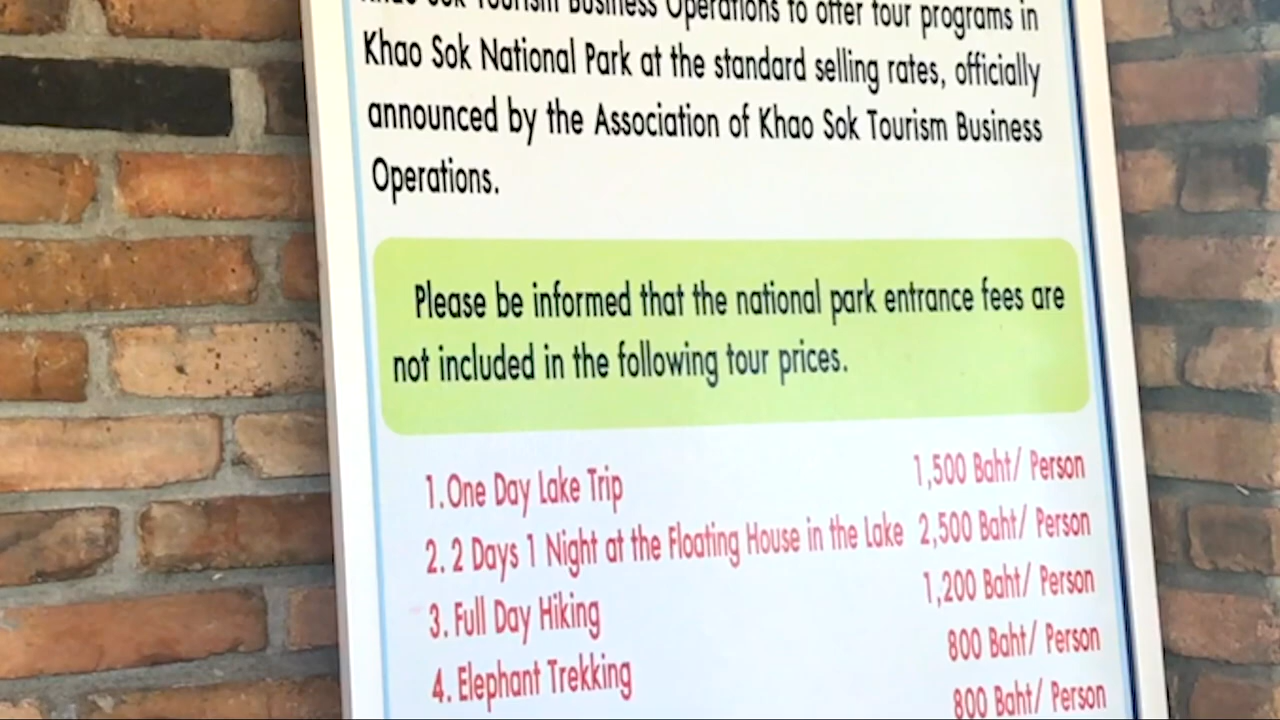 Khao Sok Tourism Business Operations to offer tour programs in
Khao Sok National Park at the standard selling rates, officially
announced by the Association of Khao Sok Tourism Business
Operations.
Please be informed that the national park entrance fees are
not included in the following tour prices.
1.One Day Lake Trip 1,500 Baht/ Person
2. 2 Days 1 Night at the Floating House in the Lake 2,500 Baht/ Person
3. Full Day Hiking 1,200 Baht/ Person
4. Elephant Trekking 800 Baht/ Person
800 Baht/ Person